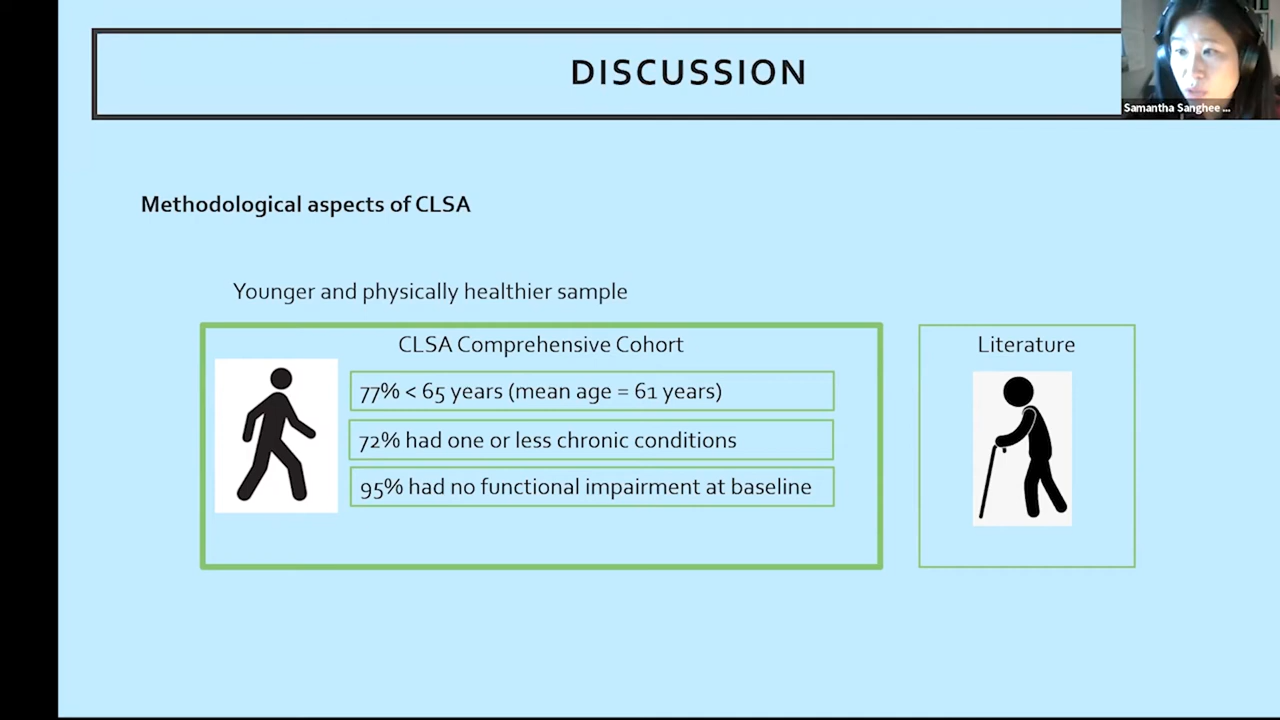 DISCUSSION
Samantha Sanghee ...
Methodological aspects of CLSA
Younger and physically healthier sample
CLSA Comprehensive Cohort
77% < 65 years (mean age = 61 years)
72% had one or less chronic conditions
95% had no functional impairment at baseline
Literature